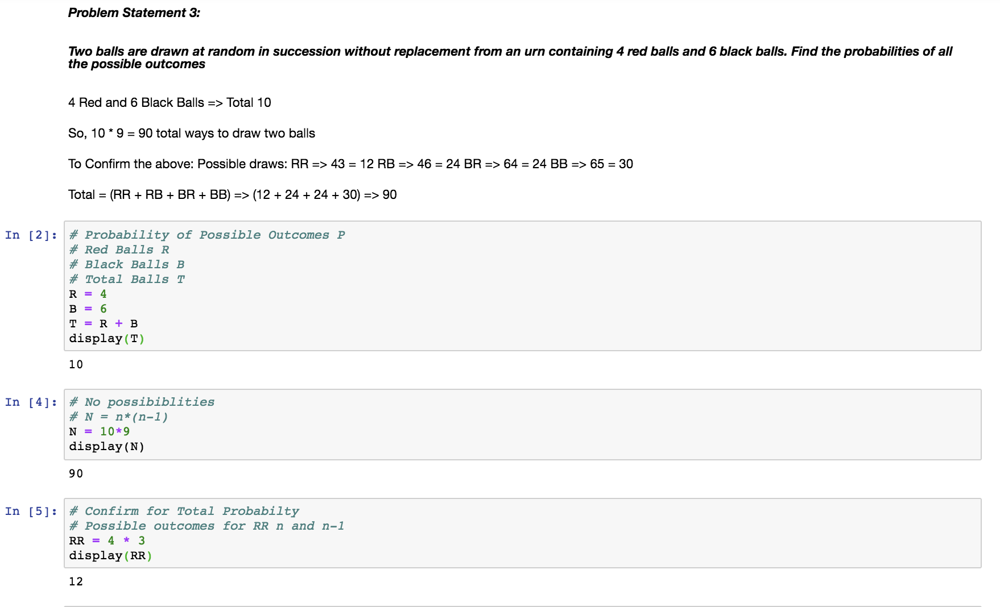 Problem Statement 3:
Two balls are drawn at random in succession without replacement from an urn containing 4 red balls and 6 black balls. Find the probabilities of all
the possible outcomes
4 Red and 6 Black Balls => Total 10
So, 10 * 9 = 90 total ways to draw two balls
To Confirm the above: Possible draws: RR => 43 = 12 RB => 46 = 24 BR => 64 = 24 BB => 65 = 30
Total = (RR + RB + BR + BB) => (12 + 24 + 24 + 30) => 90
In [2]: # Probability of Possible Outcomes P
# Red Balls R
# Black Balls B
# Total Balls T
R = 4
B = 6
T = R + B
display(T)
10
In [4]: # No possibiblities
# N = n*(n-1)
N = 10*9
display(N)
90
In [5]: # Confirm for Total Probabilty
# Possible outcomes for RR n and n-1
RR = 4 * 3
display(RR)
12